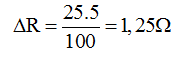 ΔR = 25.5/100 = 1,25Ω